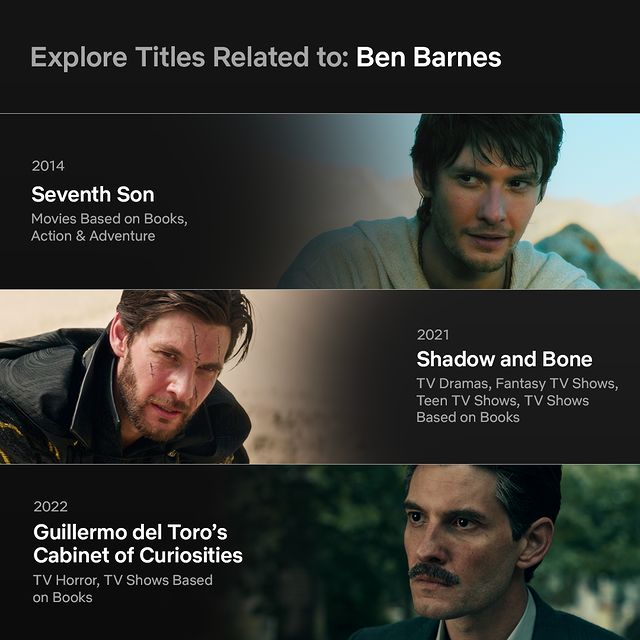 Explore Titles Related to: Ben Barnes
2014
Seventh Son
Movies Based on Books,
Action & Adventure
2021
Shadow and Bone
TV Dramas, Fantasy TV Shows,
Teen TV Shows, TV Shows
Based on Books
2022
Guillermo del Toro’s
Cabinet of Curiosities
TV Horror, TV Shows Based
on Books